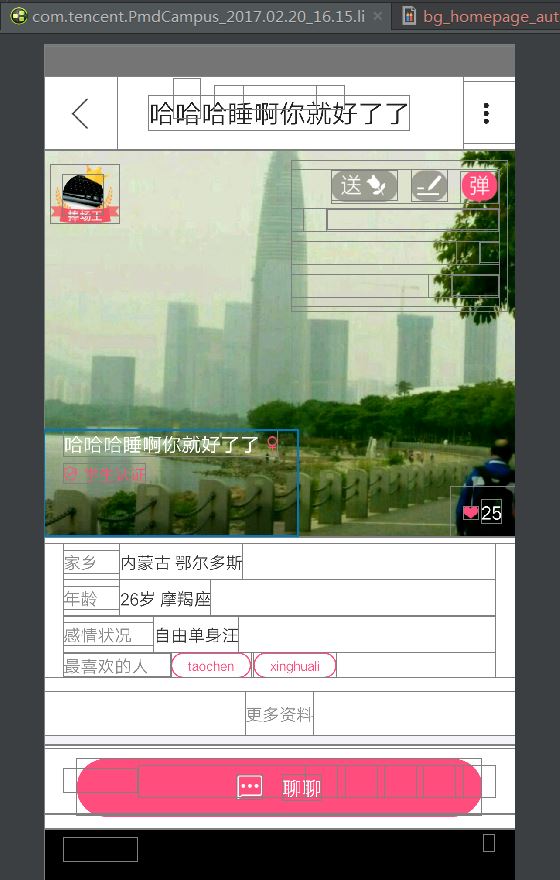 com.tencent.PmdCampus_2017.02.20_16.15.li
bg_homepage_aut
哈哈哈睡啊你就好了了
捧场王
送
弹
哈哈哈睡啊你就好了了
学生认证
25
家乡 内蒙古 鄂尔多斯
年龄 26岁 摩羯座
感情状况 自由单身汪
最喜欢的人 taochen xinghuali
更多资料
聊聊